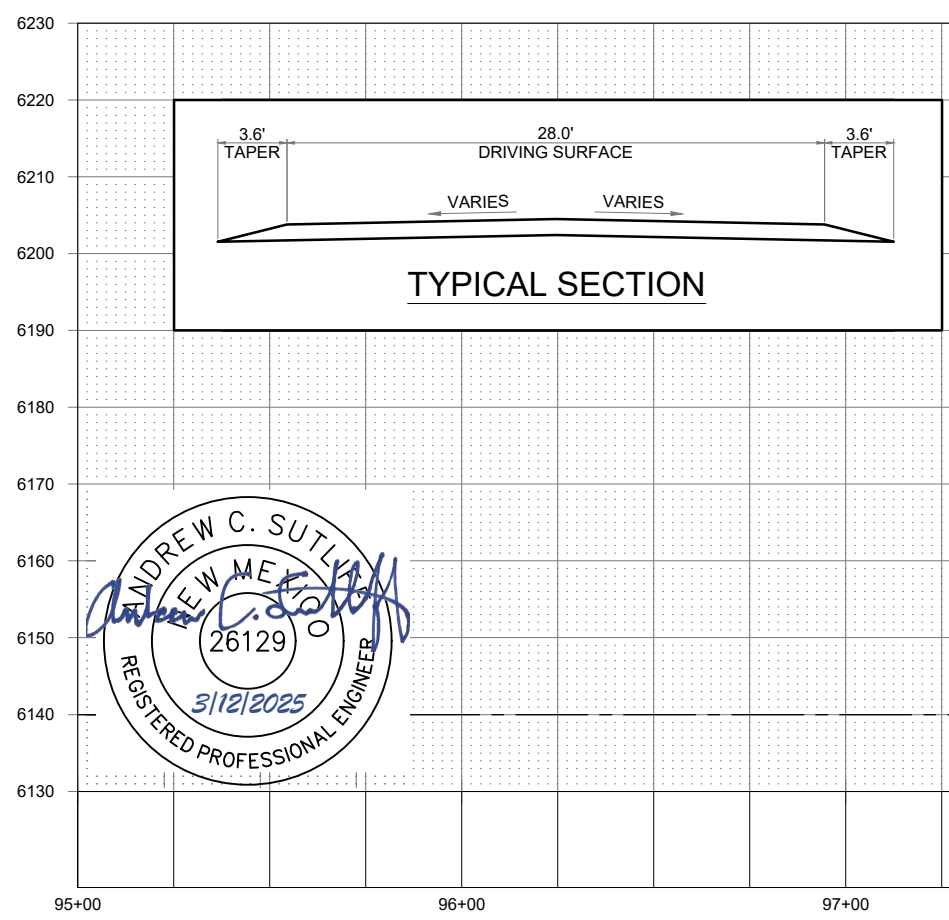 6230
6220
6210
6200
6190
6180
6170
6160
6150
6140
6130
3.6'
TAPER
28.0'
DRIVING SURFACE
3.6'
TAPER
VARIES
VARIES
TYPICAL SECTION
ANDREW C. SUTLIFF
NEW MEXICO
26129
3/12/2025
REGISTERED PROFESSIONAL ENGINEER
95+00
96+00
97+00